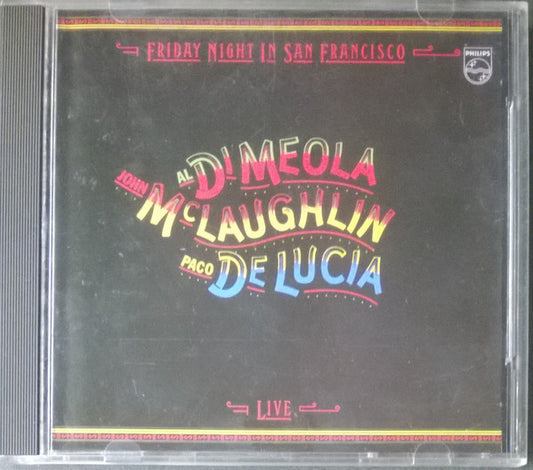 FRIDAY NIGHT IN SAN FRANCISCO
PHILIPS
AL DI MEOLA
JOHN MCLAUGHLIN
PACO DE LUCIA
LIVE